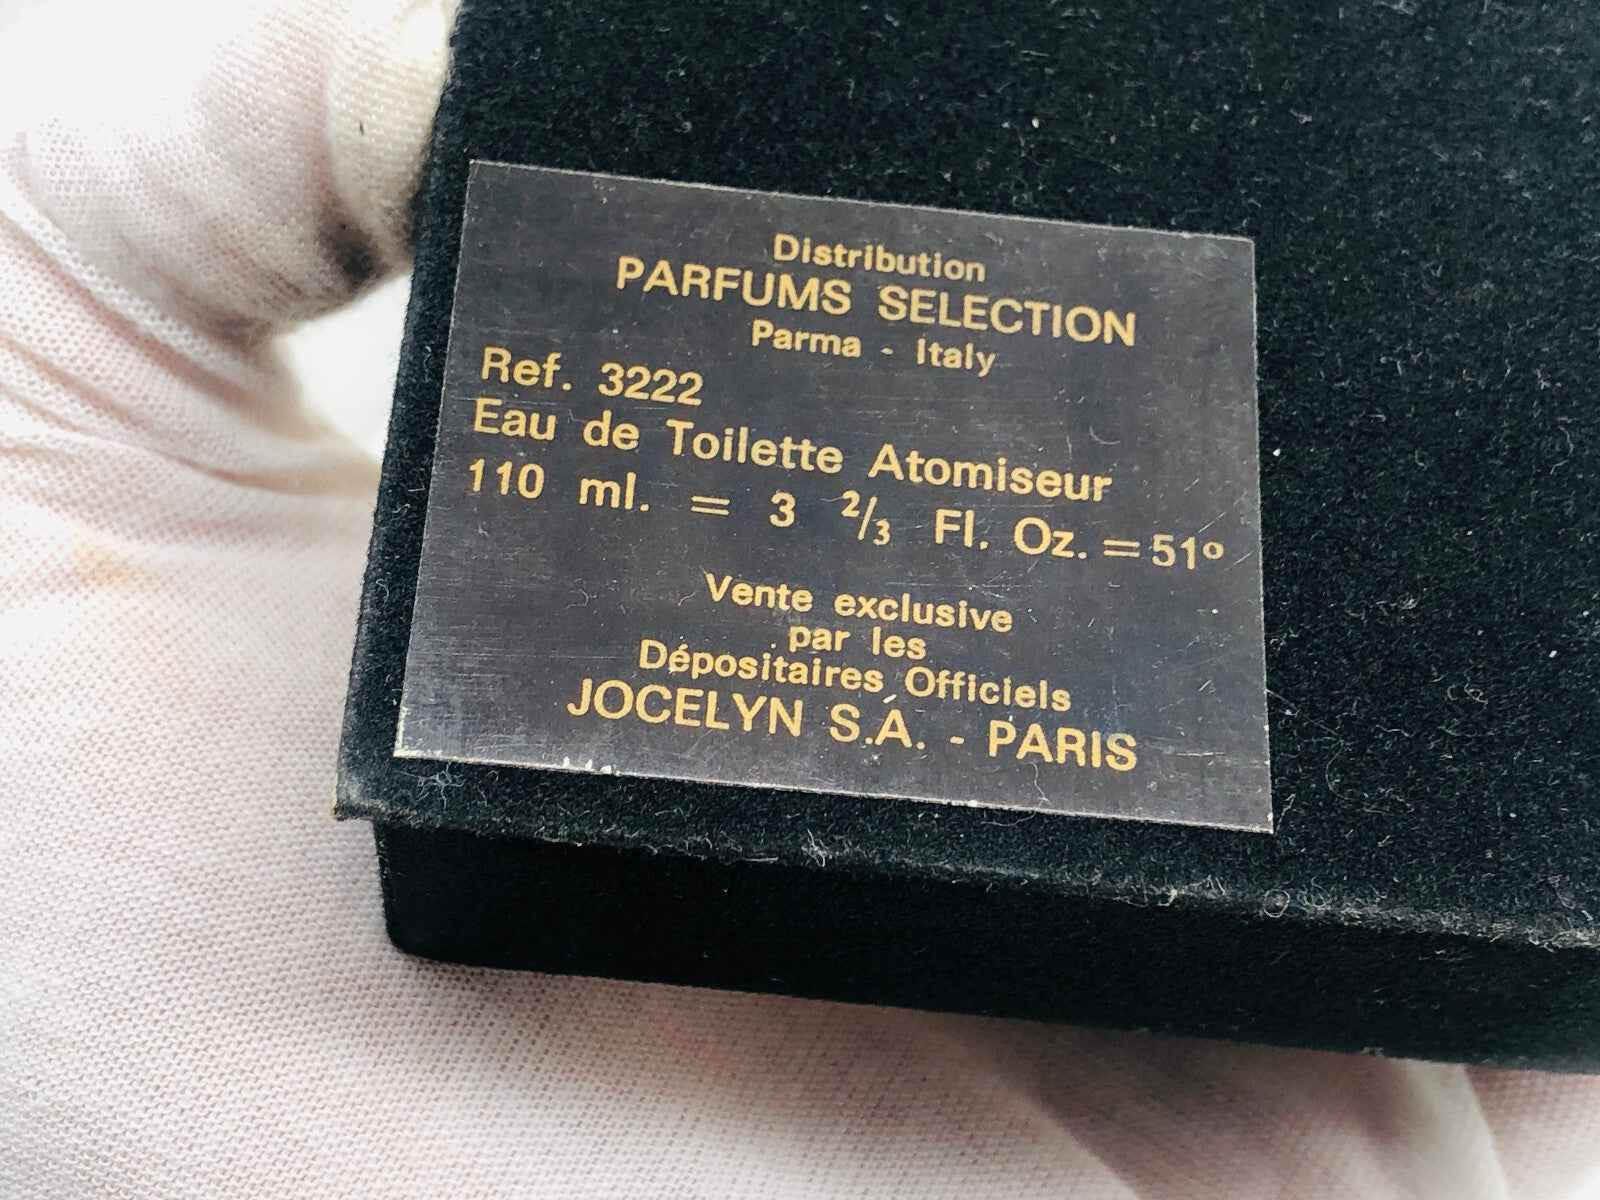 Distribution
PARFUMS SELECTION
Parma - Italy
Ref. 3222
Eau de Toilette Atomiseur
110 ml. = 3 2/3 Fl. Oz. = 51º
Vente exclusive
par les
Dépositaires Officiels
JOCELYN S.A. - PARIS